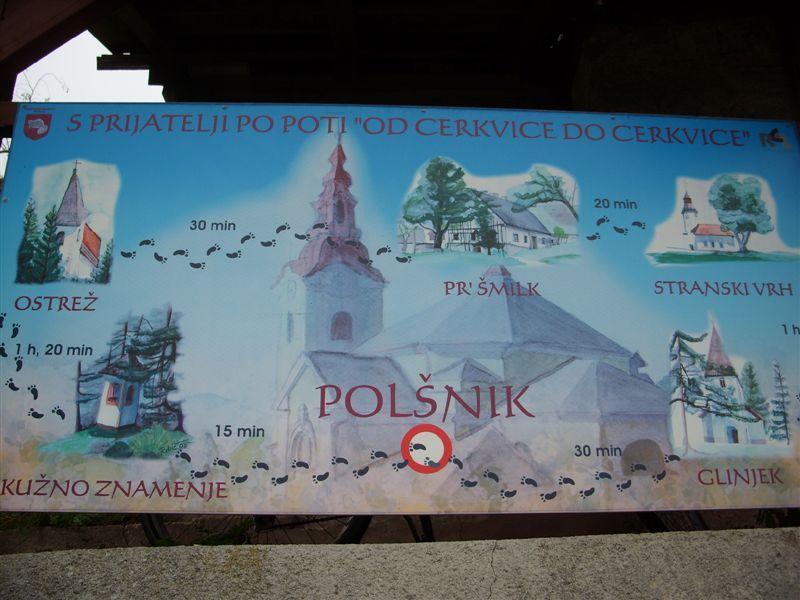 S PRIJATELJI PO POTI "OD CERKVICE DO CERKVICE"
30 min
20 min
OSTREŽ
PR' ŠMILK
STRANSKI VRH
1 h, 20 min
1 h
POLŠNIK
15 min
30 min
KUŽNO ZNAMENJE
GLINJEK